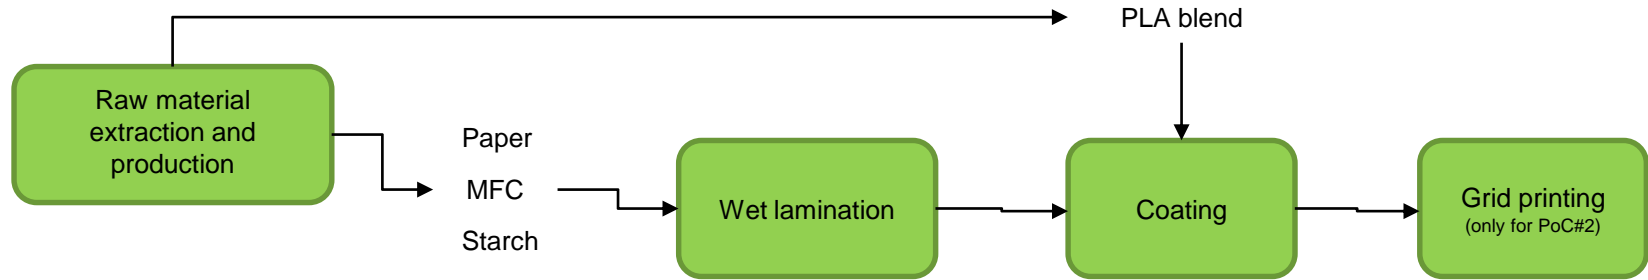 PLA blend
Raw material
extraction and
production
Paper
MFC
Starch
Wet lamination
Coating
Grid printing
(only for PoC#2)